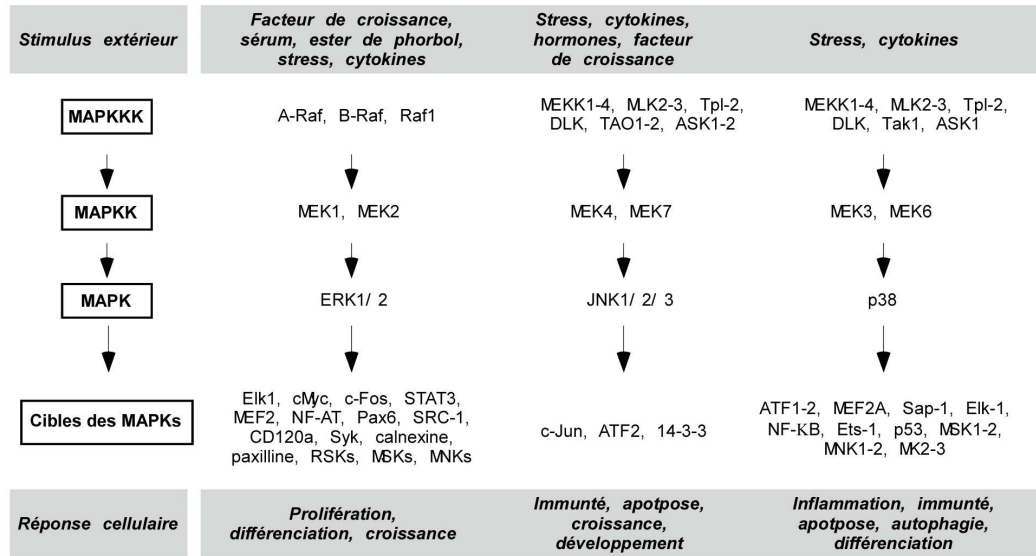 Stimulus extérieur
Facteur de croissance,
sérum, ester de phorbol,
stress, cytokines
Stress, cytokines,
hormones, facteur
de croissance
Stress, cytokines
MAPKKK
A-Raf, B-Raf, Raf1
MEKK1-4, MLK2-3, Tpl-2,
DLK, TAO1-2, ASK1-2
MEKK1-4, MLK2-3, Tpl-2,
DLK, Tak1, ASK1
MAPKK
MEK1, MEK2
MEK4, MEK7
MEK3, MEK6
MAPK
ERK1/ 2
JNK1/ 2/ 3
p38
Cibles des MAPKs
Elk1, cMyc, c-Fos, STAT3,
MEF2, NF-AT, Pax6, SRC-1,
CD120a, Syk, calnexine,
paxilline, RSKs, MSKs, MNKs
c-Jun, ATF2, 14-3-3
ATF1-2, MEF2A, Sap-1, Elk-1,
NF-κB, Ets-1, p53, MSK1-2,
MNK1-2, MK2-3
Réponse cellulaire
Prolifération,
différenciation, croissance
Immunté, apotpose,
croissance,
développement
Inflammation, immunté,
apotpose, autophagie,
différenciation